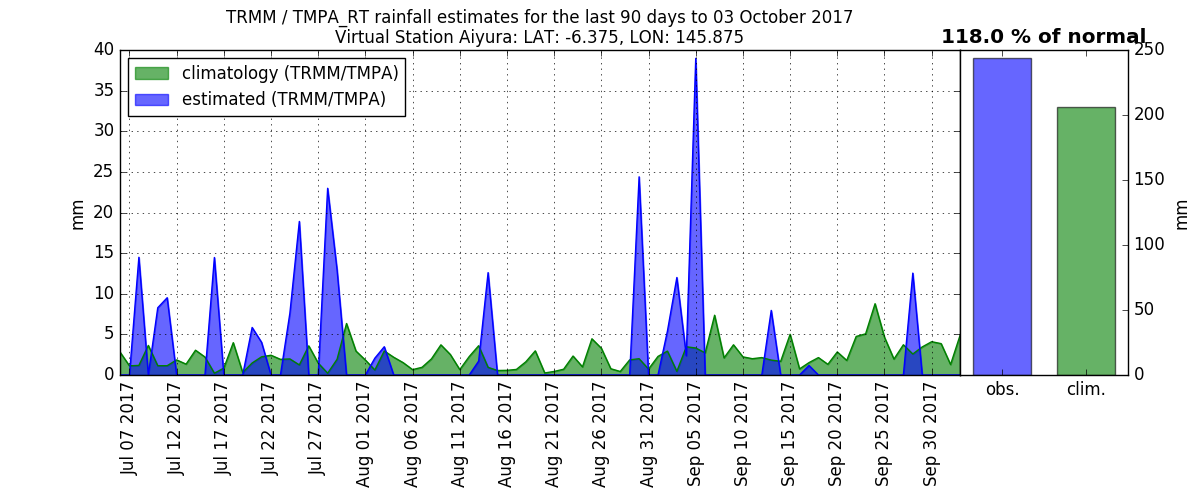 TRMM / TMPA_RT rainfall estimates for the last 90 days to 03 October 2017
Virtual Station Aiyura: LAT: -6.375, LON: 145.875
118.0 % of normal
climatology (TRMM/TMPA)
estimated (TRMM/TMPA)
40
35
30
25
20
15
10
5
0
mm
Jul 07 2017
Jul 12 2017
Jul 17 2017
Jul 22 2017
Jul 27 2017
Aug 01 2017
Aug 06 2017
Aug 11 2017
Aug 16 2017
Aug 21 2017
Aug 26 2017
Aug 31 2017
Sep 05 2017
Sep 10 2017
Sep 15 2017
Sep 20 2017
Sep 25 2017
Sep 30 2017
250
200
150
100
50
0
mm
obs.
clim.